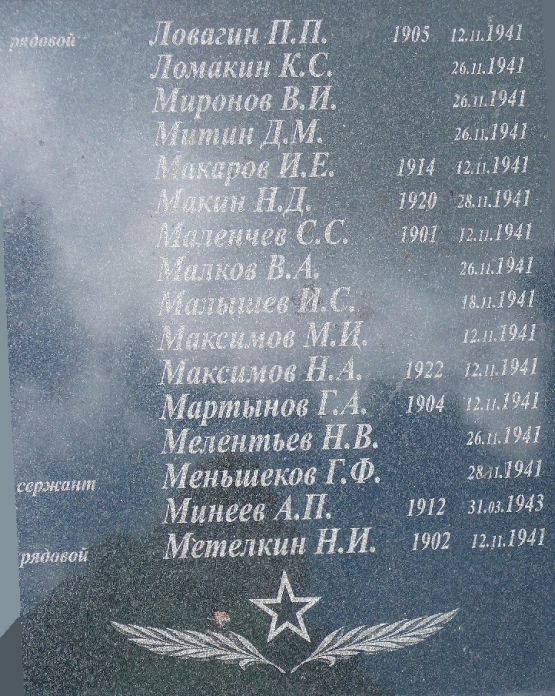 рядовой Ловагин П.П. 1905 12.11.1941
Ломакин К.С. 26.11.1941
Миронов В.И. 26.11.1941
Митин Д.М. 26.11.1941
Макаров И.Е. 1914 12.11.1941
Макин Н.Д. 1920 28.11.1941
Маленчев С.С. 1901 12.11.1941
Малков В.А. 26.11.1941
Малышев И.С. 18.11.1941
Максимов М.И. 12.11.1941
Максимов Н.А. 1922 12.11.1941
Мартынов Г.А. 1904 12.11.1941
Мелентьев Н.В. 26.11.1941
сержант Меньшеков Г.Ф. 28.11.1941
Минеев А.П. 1912 31.03.1943
рядовой Метелкин Н.И. 1902 12.11.1941